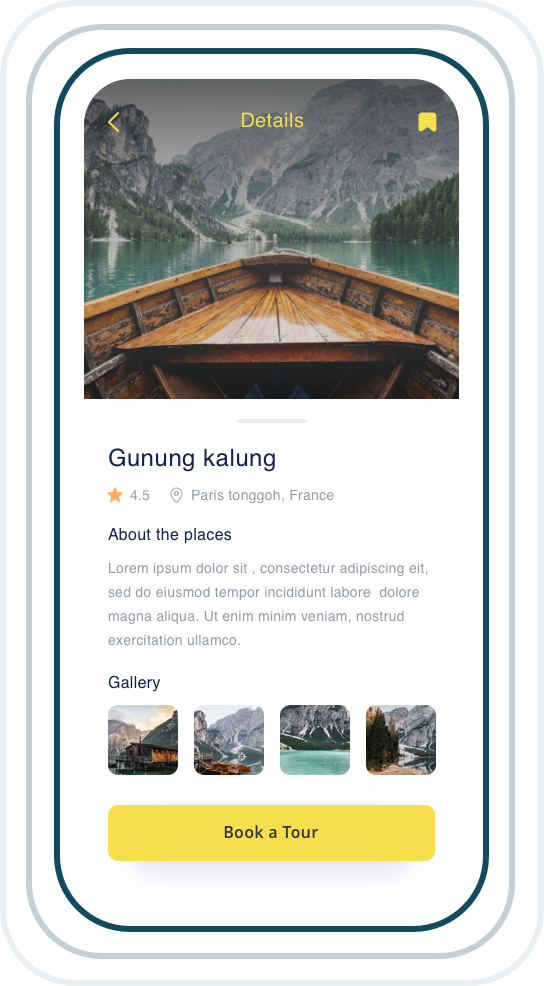 Details
Gunung kalung
4.5 Paris tonggoh, France
About the places
Lorem ipsum dolor sit , consectetur adipiscing eit,
sed do eiusmod tempor incididunt labore  dolore
magna aliqua. Ut enim minim veniam, nostrud
exercitation ullamco.
Gallery
Book a Tour